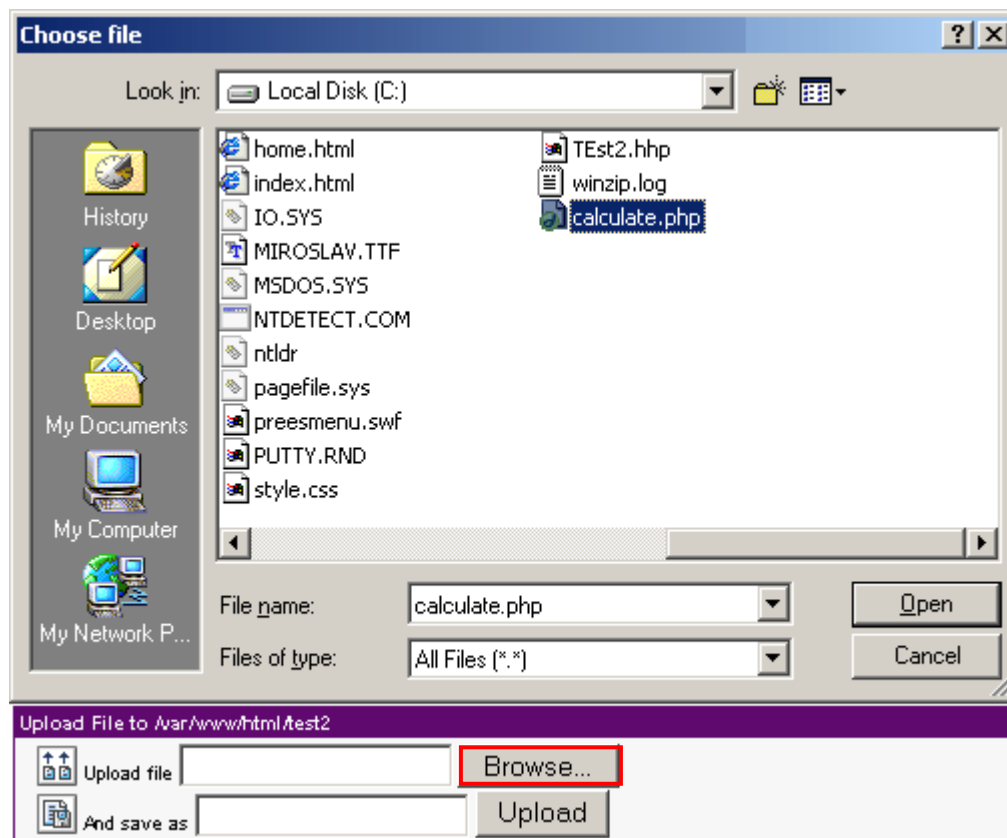 Choose file
Look in: Local Disk (C:)
History
Desktop
My Documents
My Computer
My Network P...
home.html
index.html
IO.SYS
MIROSLAV.TTF
MSDOS.SYS
NTDETECT.COM
ntldr
pagefile.sys
preesmenu.swf
PUTTY.RND
style.css
TEst2.hhp
winzip.log
calculate.php
File name: calculate.php Open
Files of type: All Files (*.*) Cancel
Upload File to /var/www/html/test2
Upload file Browse...
And save as Upload